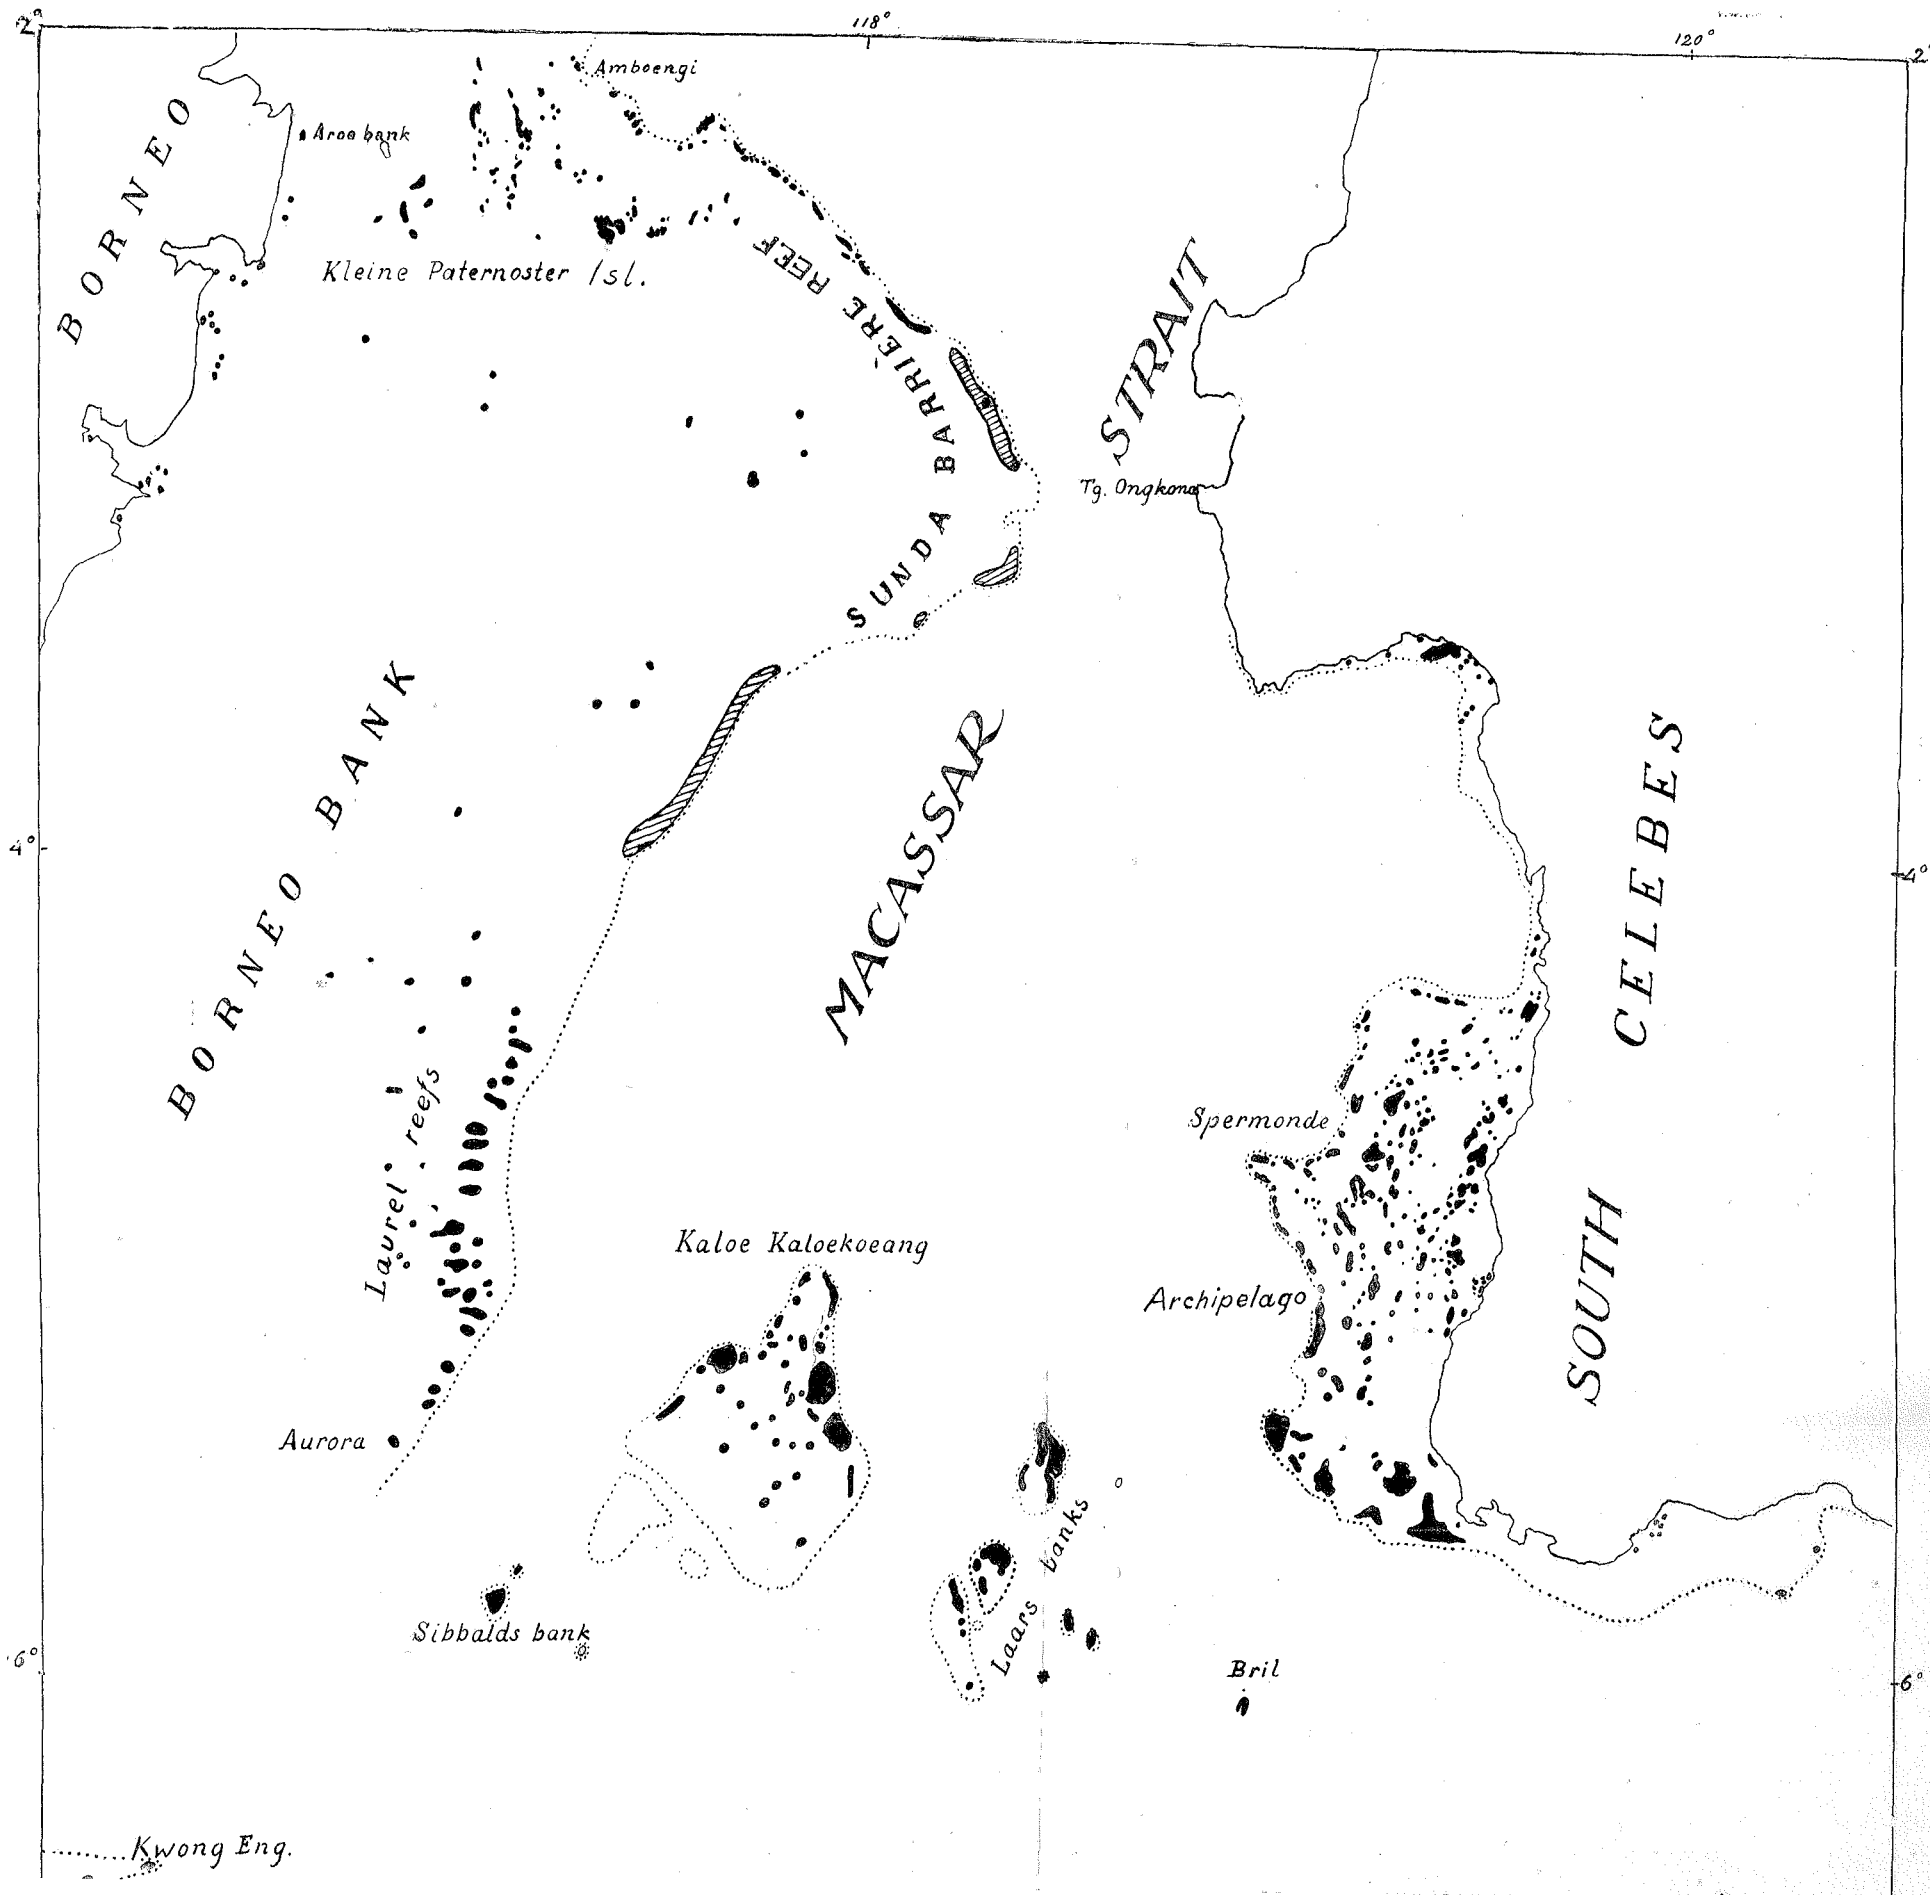 2°
118°
120°
2°
Amboengi
Aroe bank
BORNEO
Kleine Paternoster Isl.
SUNDA BARRIÈRE REEF
STRAIT
Tg. Ongkona
BORNEO BANK
MACASSAR
SOUTH CELEBES
4°
4°
Laurel reefs
Spermonde
Archipelago
Kaloe Kaloekoeang
Aurora
Sibbalds bank
Laars banks
Bril
6°
6°
Kwong Eng.